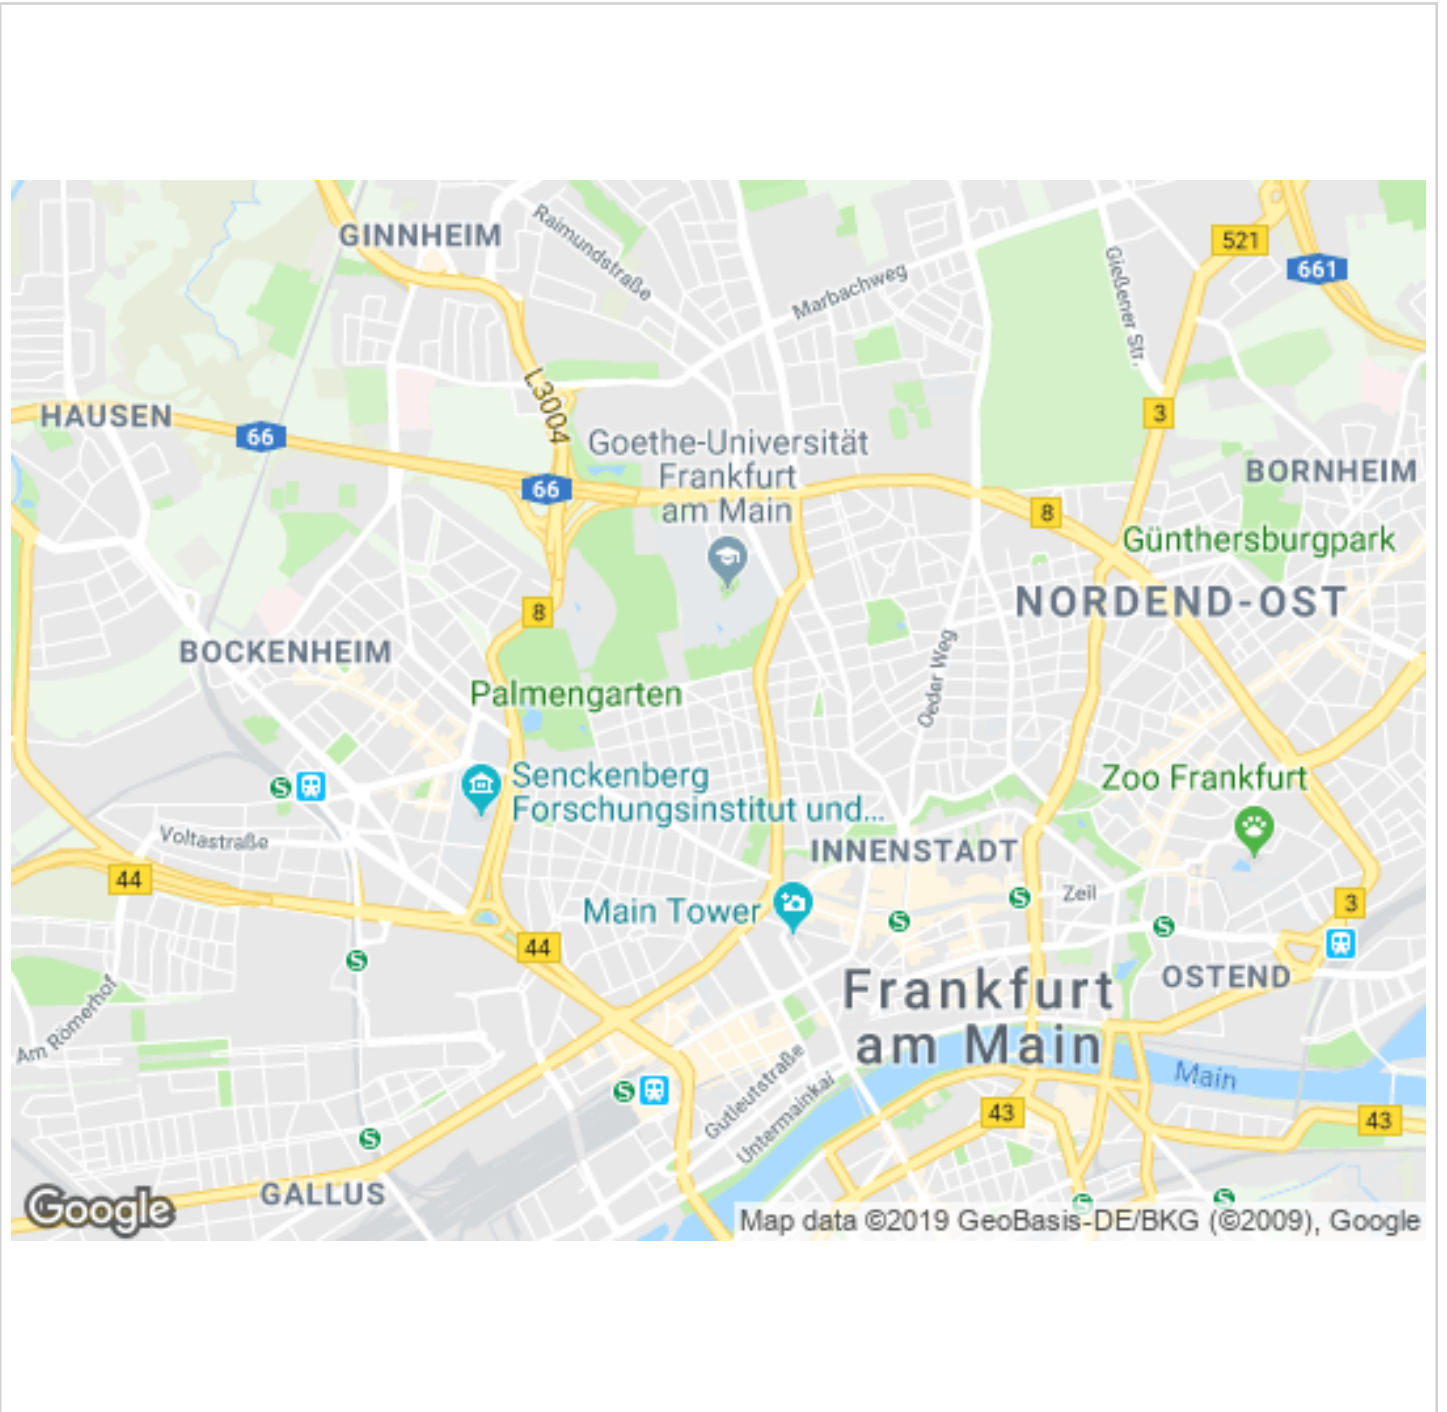 GINNHEIM
Raimundstraße
Marbachweg
Gießener Str.
521
661
HAUSEN
66
L3004
3
Goethe-Universität
Frankfurt
am Main
66
8
BORNHEIM
Günthersburgpark
NORDEND-OST
8
BOCKENHEIM
Oeder Weg
Palmengarten
S
Senckenberg
Forschungsinstitut und...
Zoo Frankfurt
Voltastraße
INNENSTADT
44
Main Tower
S
S
Zeil
S
3
44
S
Frankfurt
am Main
OSTEND
Am Römerhof
S
Gutleutstraße
Untermainkai
Main
43
43
S
GALLUS
S
S
Google
Map data ©2019 GeoBasis-DE/BKG (©2009), Google